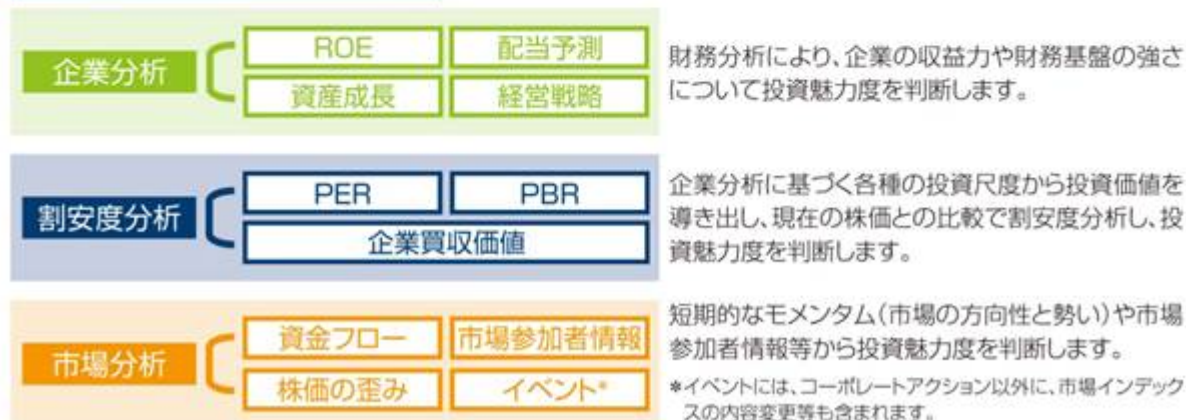 企業分析
ROE
配当予測
資産成長
経営戦略
財務分析により、企業の収益力や財務基盤の強さ
について投資魅力度を判断します。
割安度分析
PER
PBR
企業買収価値
企業分析に基づく各種の投資尺度から投資価値を
導き出し、現在の株価との比較で割安度分析し、投
資魅力度を判断します。
市場分析
資金フロー
市場参加者情報
株価の歪み
イベント*
短期的なモメンタム(市場の方向性と勢い)や市場
参加者情報等から投資魅力度を判断します。
*イベントには、コーポレートアクション以外に、市場インデック
スの内容変更等も含まれます。